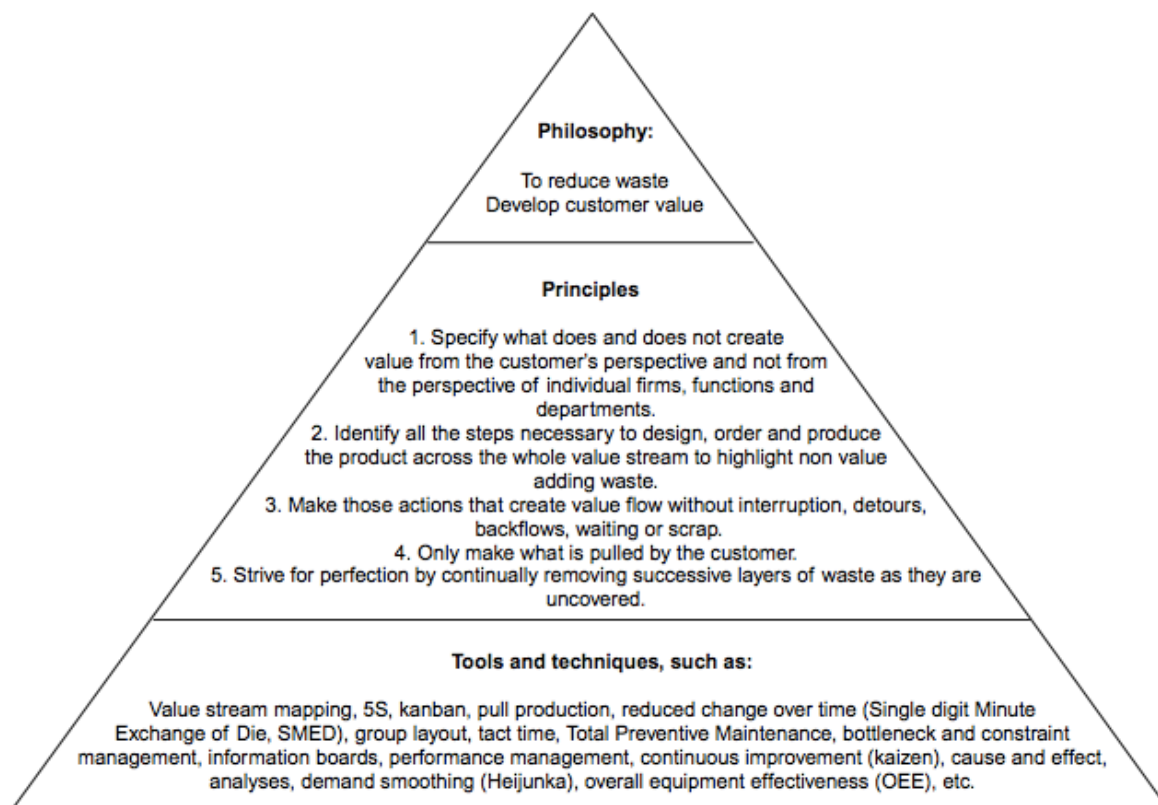 Philosophy:
To reduce waste
Develop customer value
Principles
1. Specify what does and does not create
value from the customer's perspective and not from
the perspective of individual firms, functions and
departments.
2. Identify all the steps necessary to design, order and produce
the product across the whole value stream to highlight non value
adding waste.
3. Make those actions that create value flow without interruption, detours,
backflows, waiting or scrap.
4. Only make what is pulled by the customer.
5. Strive for perfection by continually removing successive layers of waste as they are
uncovered.
Tools and techniques, such as:
Value stream mapping, 5S, kanban, pull production, reduced change over time (Single digit Minute
Exchange of Die, SMED), group layout, tact time, Total Preventive Maintenance, bottleneck and constraint
management, information boards, performance management, continuous improvement (kaizen), cause and effect,
analyses, demand smoothing (Heijunka), overall equipment effectiveness (OEE), etc.